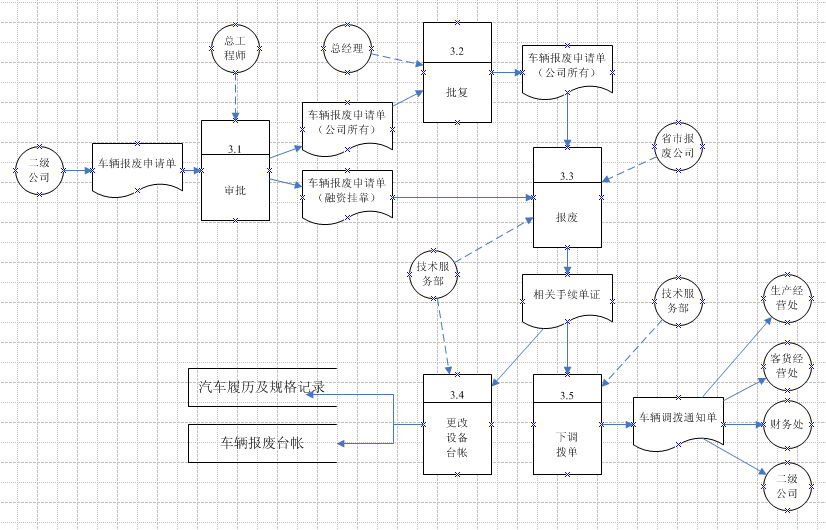 总工
程师
总经理
3.2
批复
车辆报废申请单
（公司所有）
二级
公司
车辆报废申请单
3.1
审批
车辆报废申请单
（公司所有）
车辆报废申请单
（融资挂靠）
省市报
废公司
3.3
报废
技术服
务部
相关手续单证
技术服
务部
生产经
营处
汽车履历及规格记录
车辆报废台帐
3.4
更改
设备
台帐
3.5
下调
拨单
车辆调拨通知单
客货经
营处
财务处
二级
公司